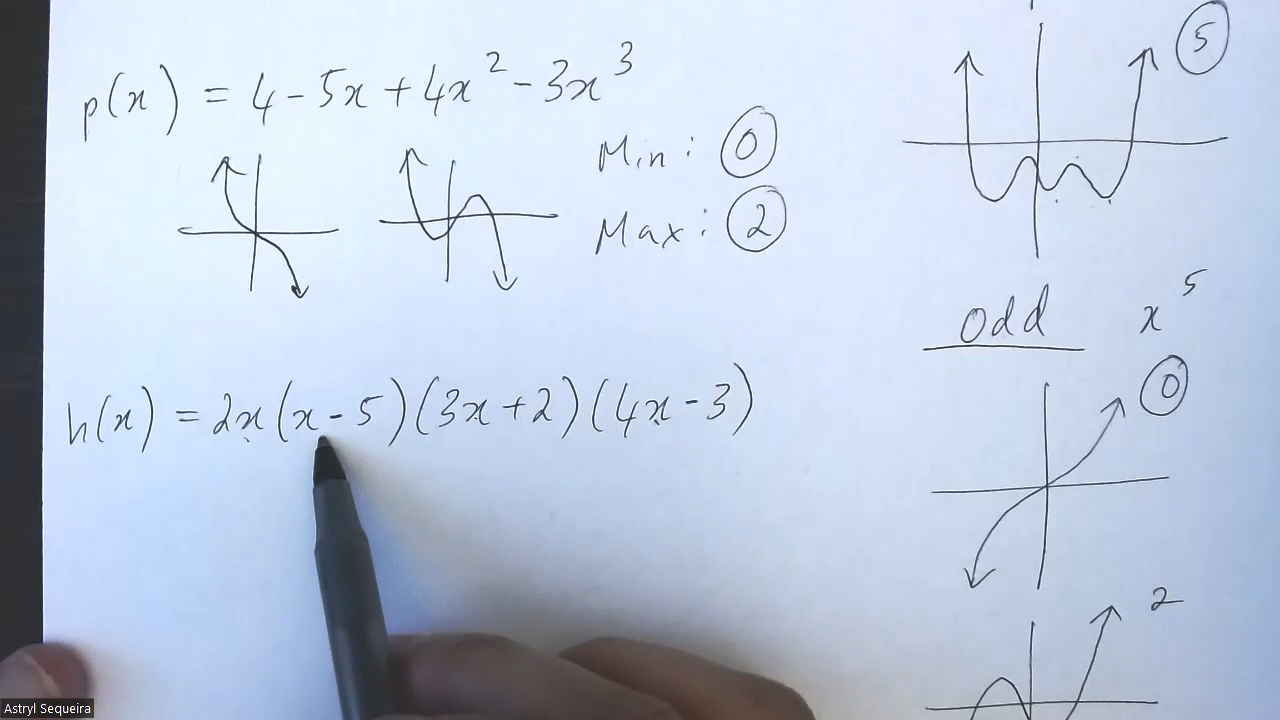 p(x) = 4 - 5x + 4x² - 3x³
Min: 0
Max: 2
h(x) = 2x(x - 5)(3x + 2)(4x - 3)
5
Odd x⁵
0
2
Astryl Sequeira